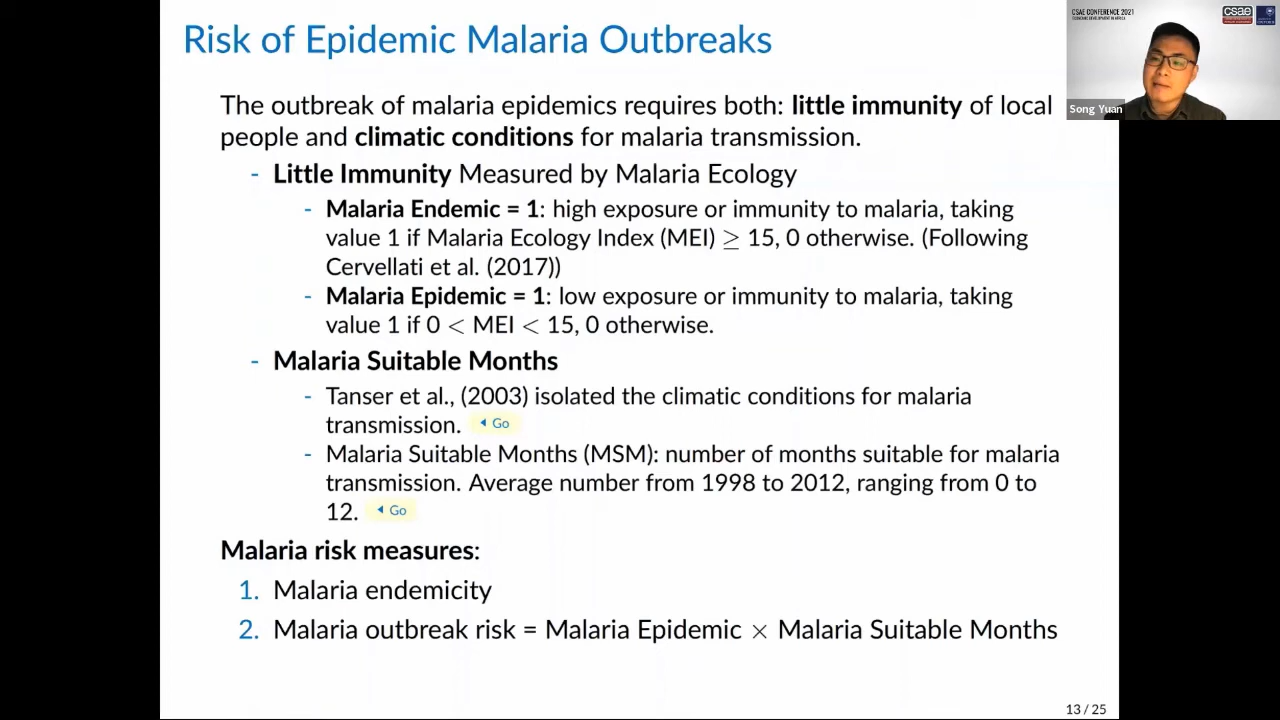 Risk of Epidemic Malaria Outbreaks
The outbreak of malaria epidemics requires both: little immunity of local
people and climatic conditions for malaria transmission.
- Little Immunity Measured by Malaria Ecology
- Malaria Endemic = 1: high exposure or immunity to malaria, taking
value 1 if Malaria Ecology Index (MEI) ≥ 15, 0 otherwise. (Following
Cervellati et al. (2017))
- Malaria Epidemic = 1: low exposure or immunity to malaria, taking
value 1 if 0 < MEI < 15, 0 otherwise.
- Malaria Suitable Months
- Tanser et al., (2003) isolated the climatic conditions for malaria
transmission. Go
- Malaria Suitable Months (MSM): number of months suitable for malaria
transmission. Average number from 1998 to 2012, ranging from 0 to
12. Go
Malaria risk measures:
1. Malaria endemicity
2. Malaria outbreak risk = Malaria Epidemic × Malaria Suitable Months
13 / 25
CSAE CONFERENCE 2021
ECONOMIC DEVELOPMENT IN AFRICA
csae
Song Yuan